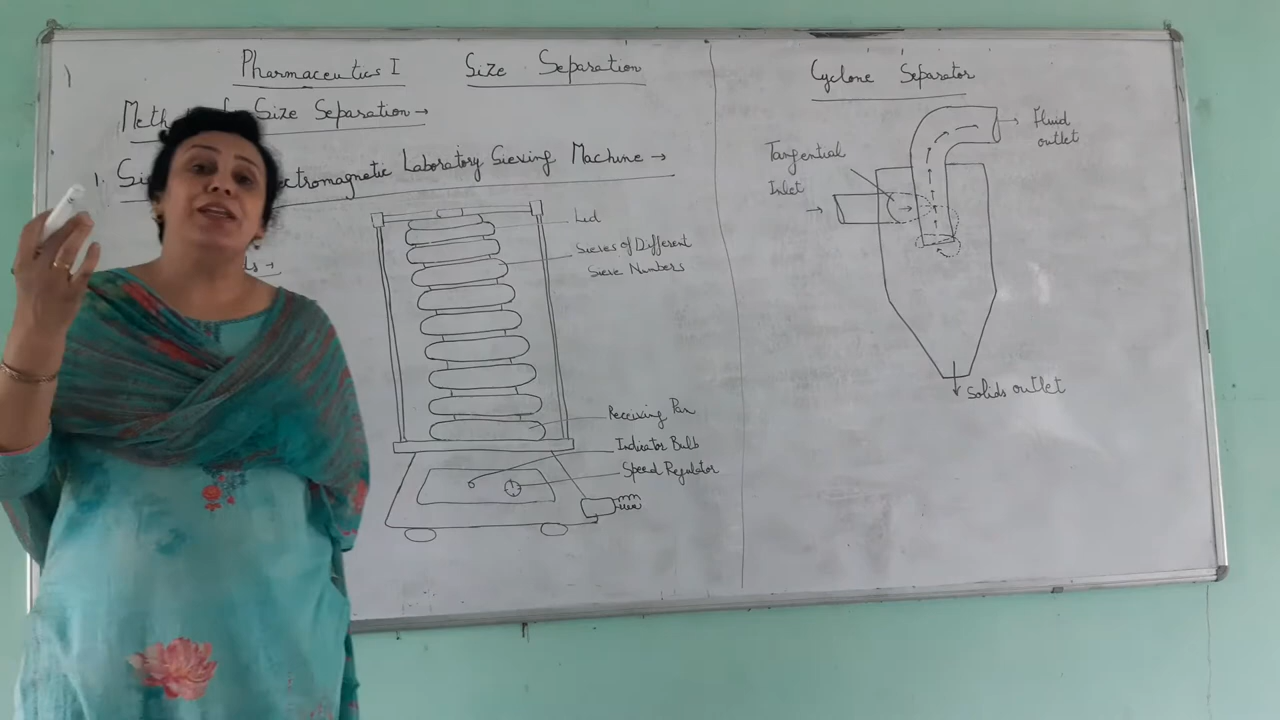 Pharmaceutics I Size Separation
Size Separation →
1.
Laboratory Sieving Machine →
Lid
Sieves of Different
Sieve Numbers
Receiving Pan
Indicator Bulb
Speed Regulator
Cyclone Separator
Fluid
outlet
Tangential
Inlet
Solids outlet